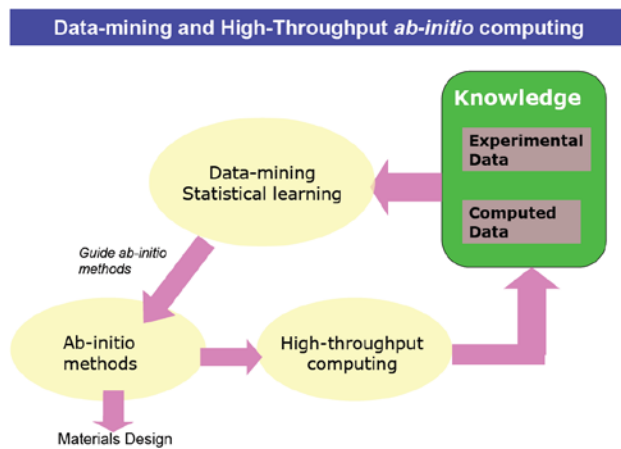 Data-mining and High-Throughput ab-initio computing
Knowledge
Experimental
Data
Computed
Data
Data-mining
Statistical learning
Guide ab-initio
methods
Ab-initio
methods
High-throughput
computing
Materials Design